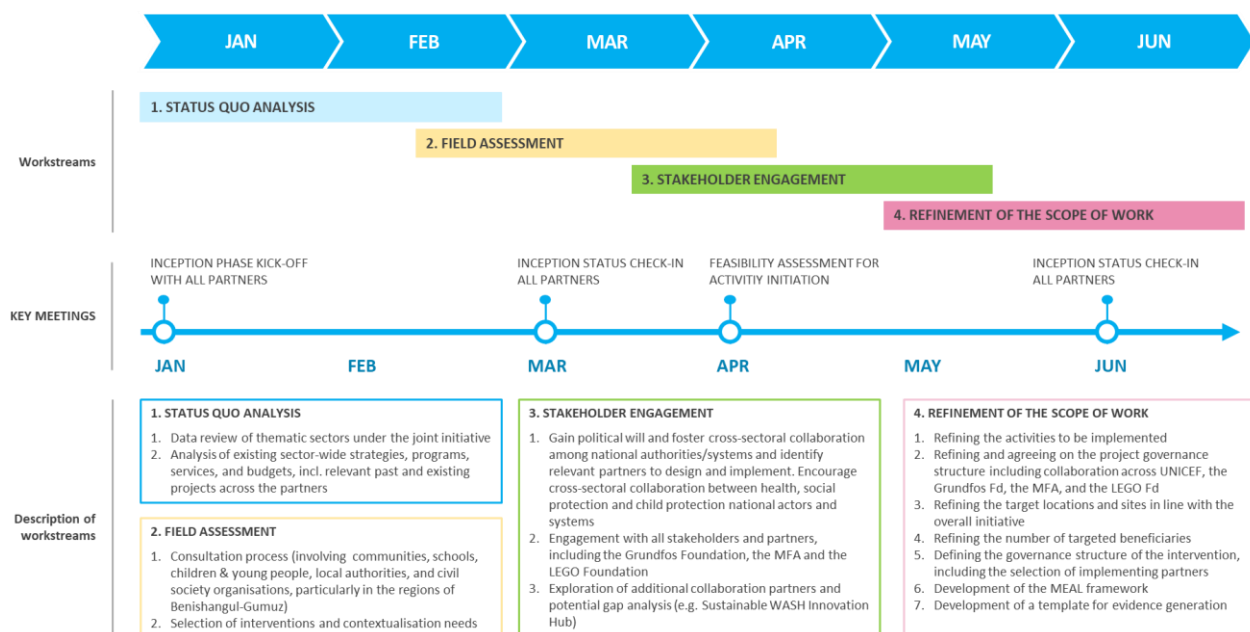 JAN
FEB
MAR
APR
MAY
JUN
Workstreams
1. STATUS QUO ANALYSIS
2. FIELD ASSESSMENT
3. STAKEHOLDER ENGAGEMENT
4. REFINEMENT OF THE SCOPE OF WORK
KEY MEETINGS
INCEPTION PHASE KICK-OFF
WITH ALL PARTNERS
INCEPTION STATUS CHECK-IN
ALL PARTNERS
FEASIBILITY ASSESSMENT FOR
ACTIVITIY INITIATION
INCEPTION STATUS CHECK-IN
ALL PARTNERS
JAN
FEB
MAR
APR
MAY
JUN
Description of
workstreams
1. STATUS QUO ANALYSIS
1. Data review of thematic sectors under the joint initiative
2. Analysis of existing sector-wide strategies, programs,
services, and budgets, incl. relevant past and existing
projects across the partners
2. FIELD ASSESSMENT
1. Consultation process (involving communities, schools,
children & young people, local authorities, and civil
society organisations, particularly in the regions of
Benishangul-Gumuz)
2. Selection of interventions and contextualisation needs
3. STAKEHOLDER ENGAGEMENT
1. Gain political will and foster cross-sectoral collaboration
among national authorities/systems and identify
relevant partners to design and implement. Encourage
cross-sectoral collaboration between health, social
protection and child protection national actors and
systems
2. Engagement with all stakeholders and partners,
including the Grundfos Foundation, the MFA and the
LEGO Foundation
3. Exploration of additional collaboration partners and
potential gap analysis (e.g. Sustainable WASH Innovation
Hub)
4. REFINEMENT OF THE SCOPE OF WORK
1. Refining the activities to be implemented
2. Refining and agreeing on the project governance
structure including collaboration across UNICEF, the
Grundfos Fd, the MFA, and the LEGO Fd
3. Refining the target locations and sites in line with the
overall initiative
4. Refining the number of targeted beneficiaries
5. Defining the governance structure of the intervention,
including the selection of implementing partners
6. Development of the MEAL framework
7. Development of a template for evidence generation